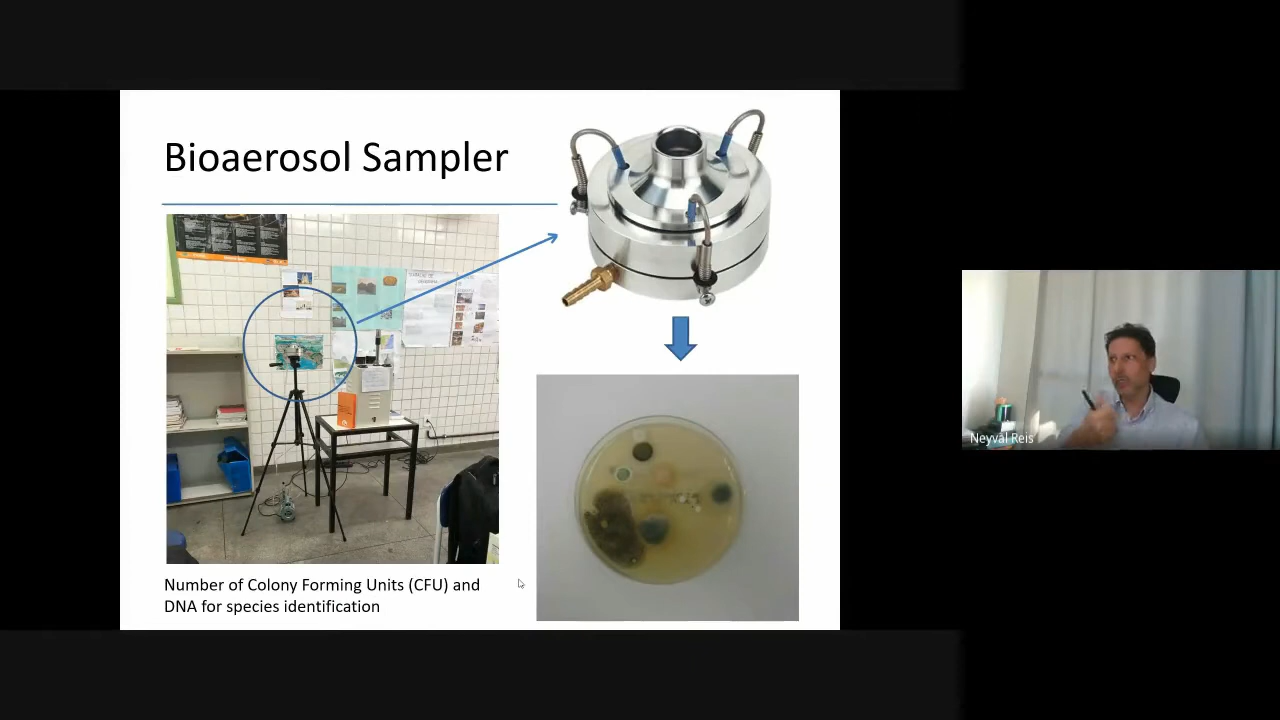 Bioaerosol Sampler
Number of Colony Forming Units (CFU) and
DNA for species identification
Neyval Reis